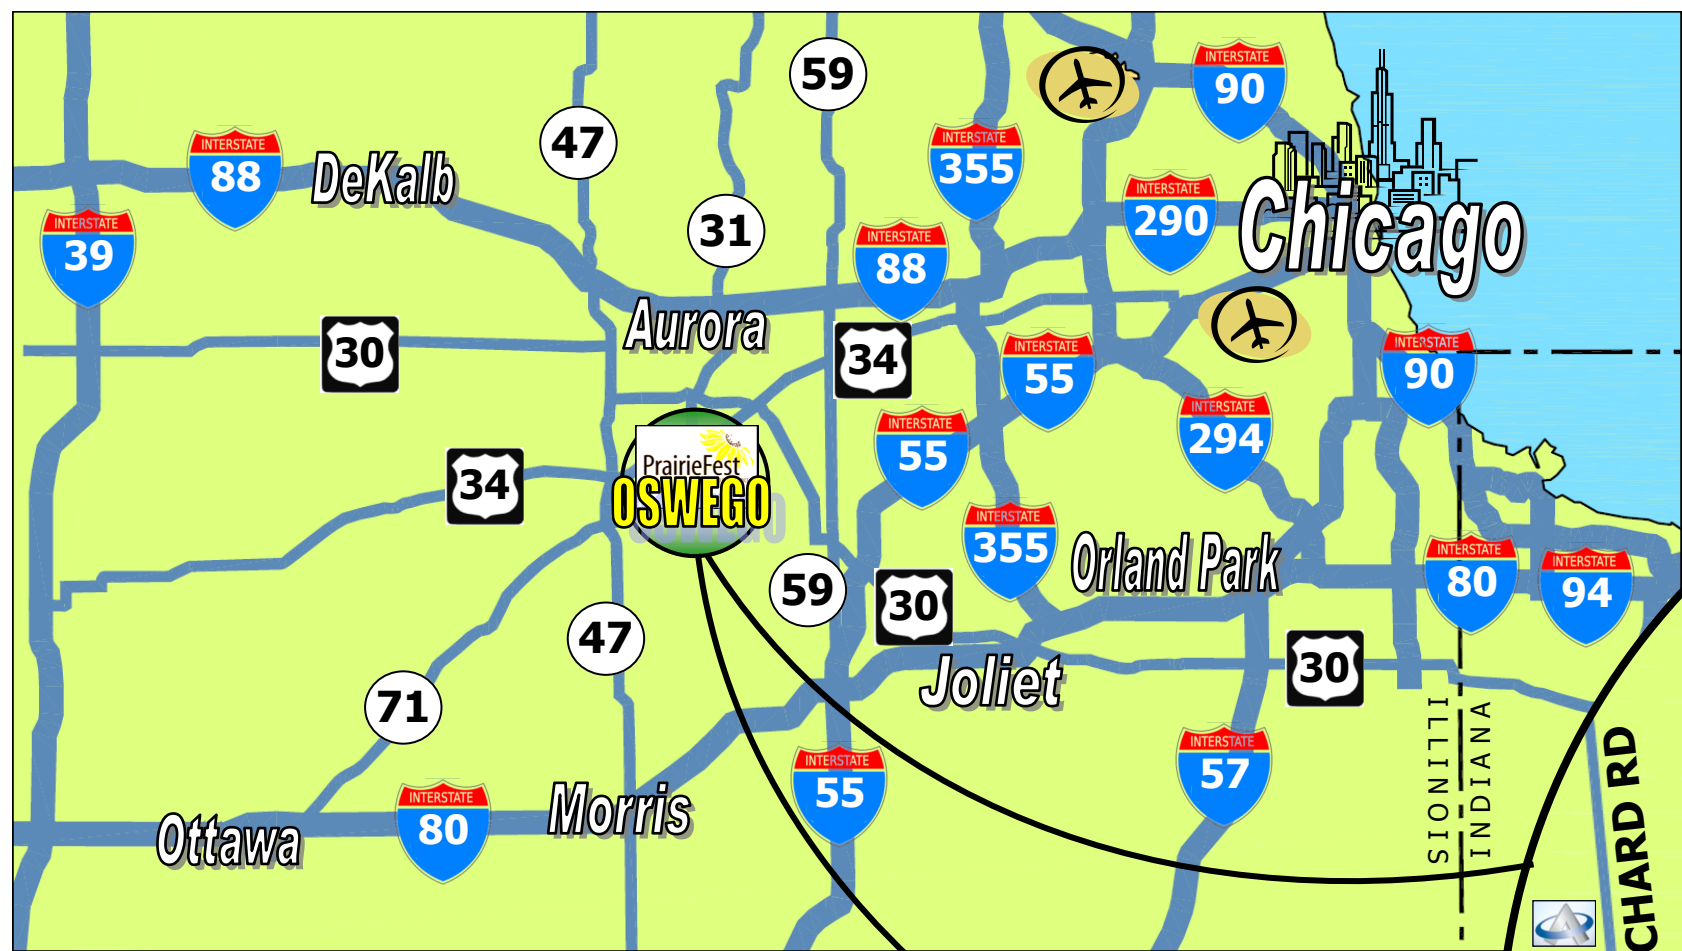 59
INTERSTATE
90
47
INTERSTATE
355
INTERSTATE
88
DeKalb
INTERSTATE
290
31
Chicago
INTERSTATE
39
INTERSTATE
88
Aurora
30
34
INTERSTATE
55
INTERSTATE
90
INTERSTATE
55
INTERSTATE
294
34
PrairieFest
OSWEGO
INTERSTATE
355
Orland Park
59
30
INTERSTATE
80
INTERSTATE
94
47
Joliet
30
71
ILLINOIS
INDIANA
INTERSTATE
57
INTERSTATE
55
CHARD RD
Morris
INTERSTATE
80
Ottawa